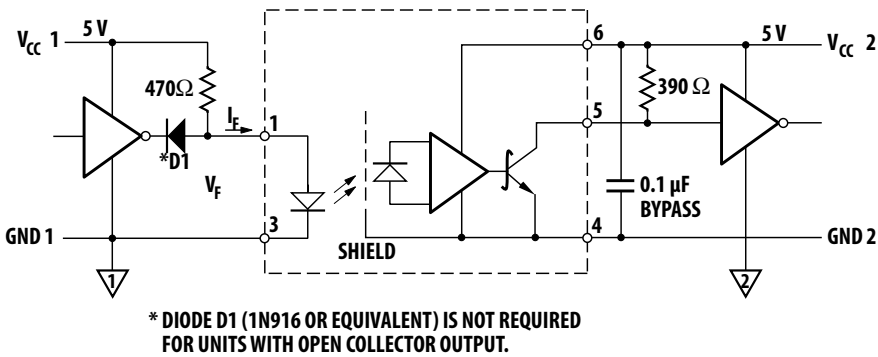 V_CC 1
5 V
470Ω
I_F
1
*D1
V_F
GND 1
3
1
SHIELD
6
5 V
V_CC 2
5
390 Ω
0.1 µF
BYPASS
4
GND 2
2
* DIODE D1 (1N916 OR EQUIVALENT) IS NOT REQUIRED
FOR UNITS WITH OPEN COLLECTOR OUTPUT.